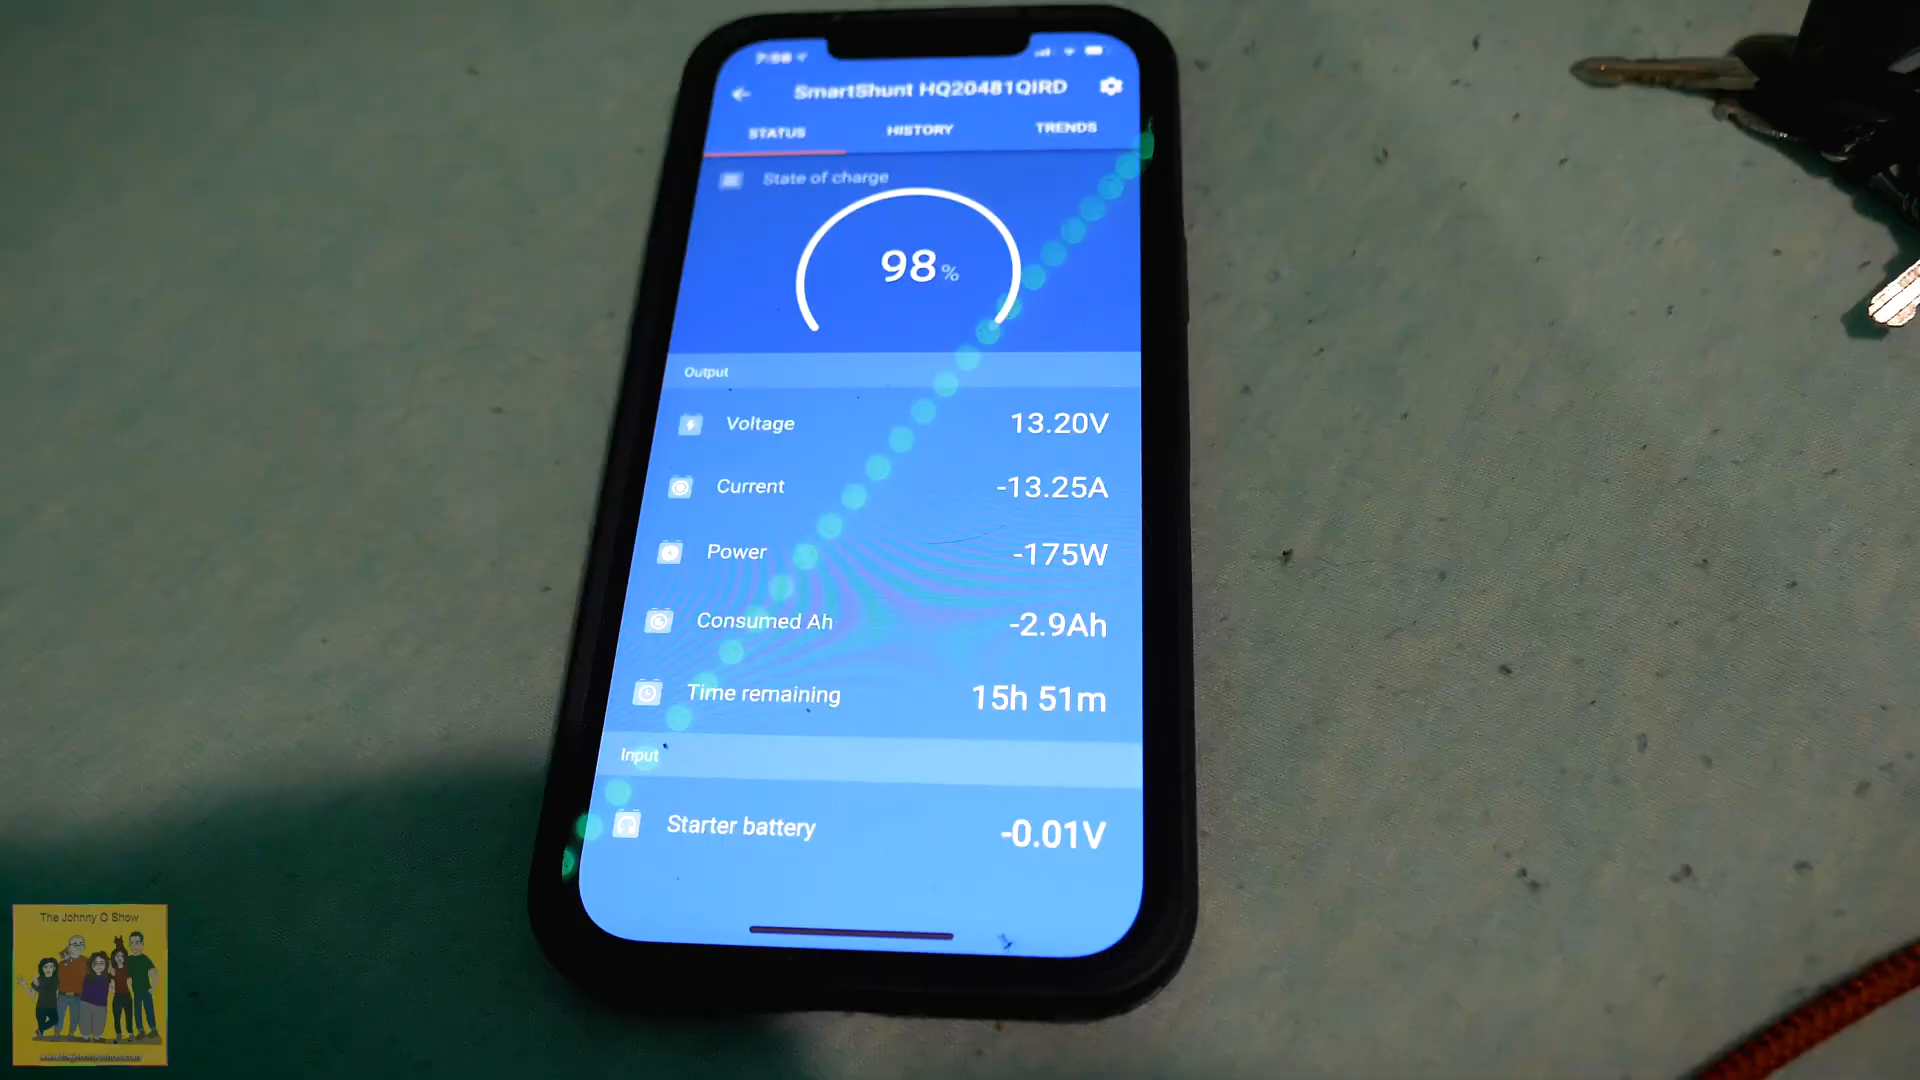 SmartShunt HQ20481QIRD
STATUS HISTORY TRENDS
State of charge
98%
Output
Voltage 13.20V
Current -13.25A
Power -175W
Consumed Ah -2.9Ah
Time remaining 15h 51m
Input
Starter battery -0.01V
The Johnny O Show